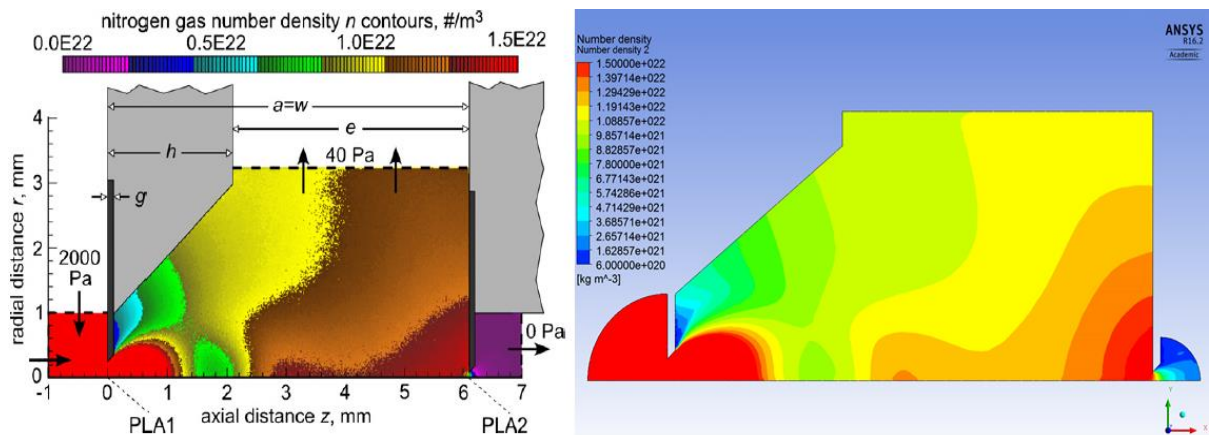 nitrogen gas number density n contours, #/m³
0.0E22 0.5E22 1.0E22 1.5E22
a=w
e
h
40 Pa
g
2000
Pa
0 Pa
radial distance r, mm
4
3
2
1
0
-1 0 1 2 3 4 5 6 7
axial distance z, mm
PLA1
PLA2
ANSYS
R16.2
Academic
Number density
Number density 2
1.50000e+022
1.39714e+022
1.29429e+022
1.19143e+022
1.08857e+022
9.85714e+021
8.82857e+021
7.80000e+021
6.77143e+021
5.74286e+021
4.71429e+021
3.68571e+021
2.65714e+021
1.62857e+021
6.00000e+020
[kg m^-3]
Y
Z
X